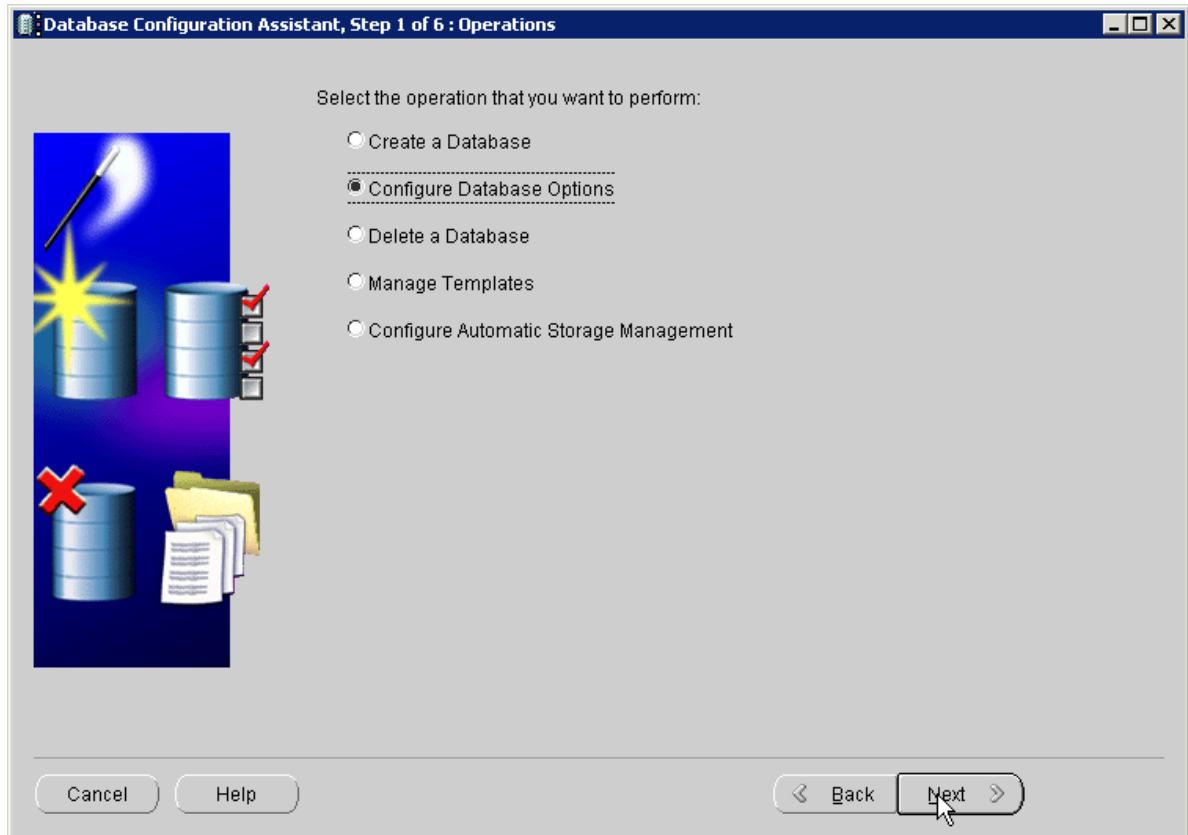 Database Configuration Assistant, Step 1 of 6 : Operations
Select the operation that you want to perform:
Create a Database
Configure Database Options
Delete a Database
Manage Templates
Configure Automatic Storage Management
Cancel
Help
Back
Next